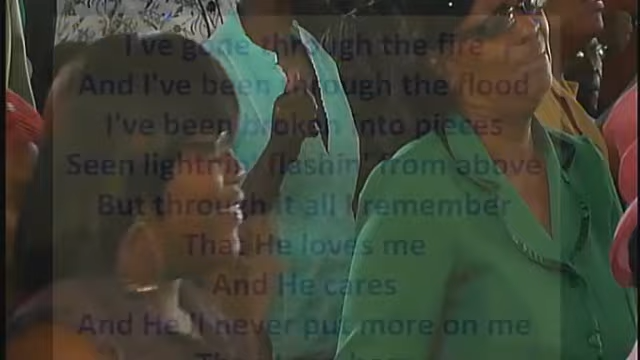 I've gone through the fire
And I've been through the flood
I've been broken into pieces
Seen lightnin' flashin' from above
But through it all I remember
That He loves me
And He cares
And He'll never put more on me